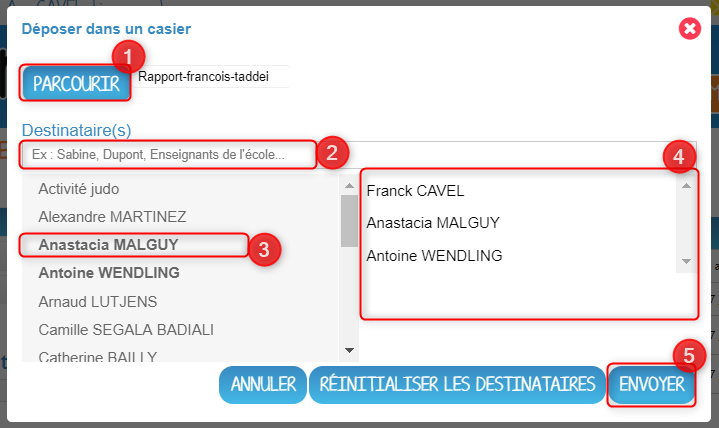 Déposer dans un casier
1
PARCOURIR Rapport-francois-taddei
Destinataire(s)
Ex : Sabine, Dupont, Enseignants de l'école... 2
4
Activité judo
Alexandre MARTINEZ
Anastacia MALGUY 3
Antoine WENDLING
Arnaud LUTJENS
Camille SEGALA BADIALI
Catherine BAILLY
Franck CAVEL
Anastacia MALGUY
Antoine WENDLING
5
ANNULER RÉINITIALISER LES DESTINATAIRES ENVOYER